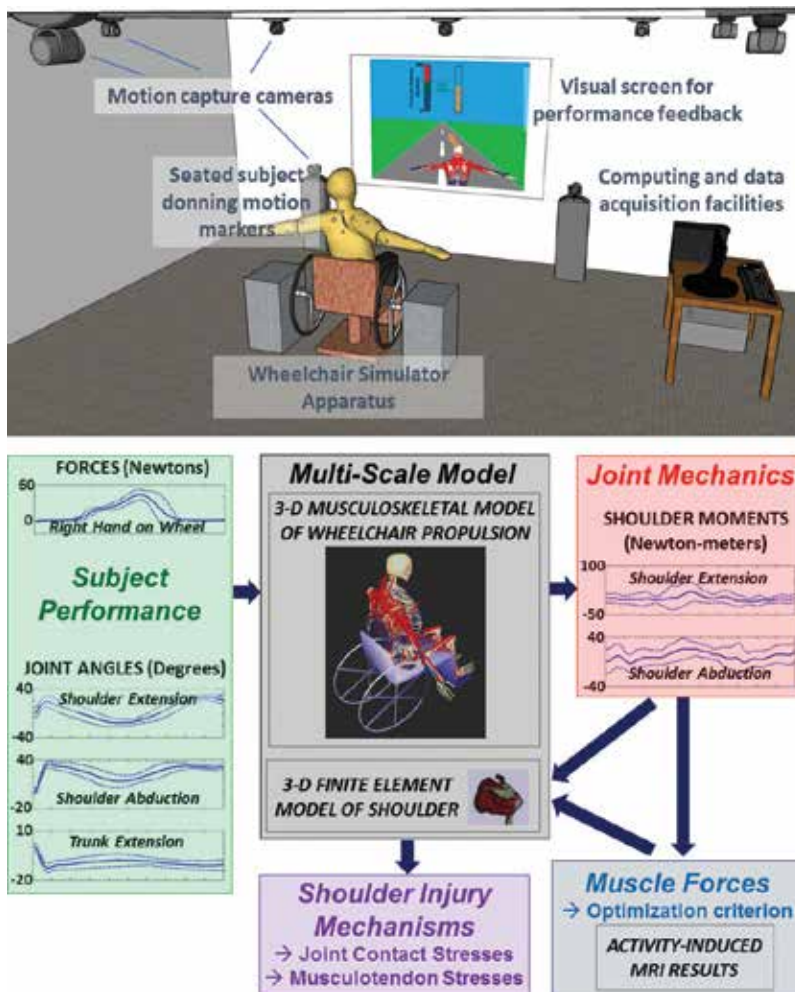 Motion capture cameras
Visual screen for
performance feedback
Seated subject
donning motion
markers
Computing and data
acquisition facilities
Wheelchair Simulator
Apparatus
FORCES (Newtons)
60
0
Right Hand on Wheel
Subject
Performance
JOINT ANGLES (Degrees)
40
Shoulder Extension
-40
40
Shoulder Abduction
-20
10
Trunk Extension
-20
Multi-Scale Model
3-D MUSCULOSKELETAL MODEL
OF WHEELCHAIR PROPULSION
3-D FINITE ELEMENT
MODEL OF SHOULDER
Joint Mechanics
SHOULDER MOMENTS
(Newton-meters)
100
Shoulder Extension
-50
40
Shoulder Abduction
-40
Shoulder Injury
Mechanisms
→ Joint Contact Stresses
→ Musculotendon Stresses
Muscle Forces
→ Optimization criterion
ACTIVITY-INDUCED
MRI RESULTS